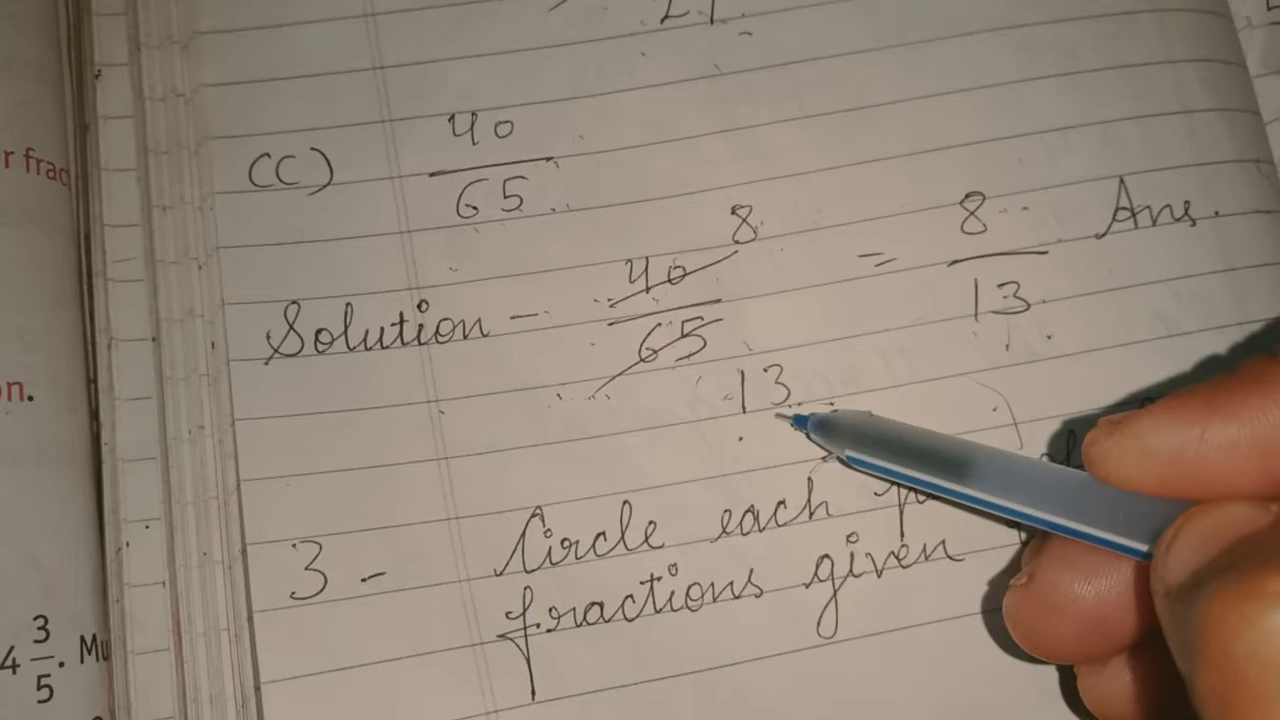 (C) 40/65
Solution - 40/65 8 13 = 8/13 Ans.
3 - Circle each
fractions given
r frac
n.
4 3/5. Mu